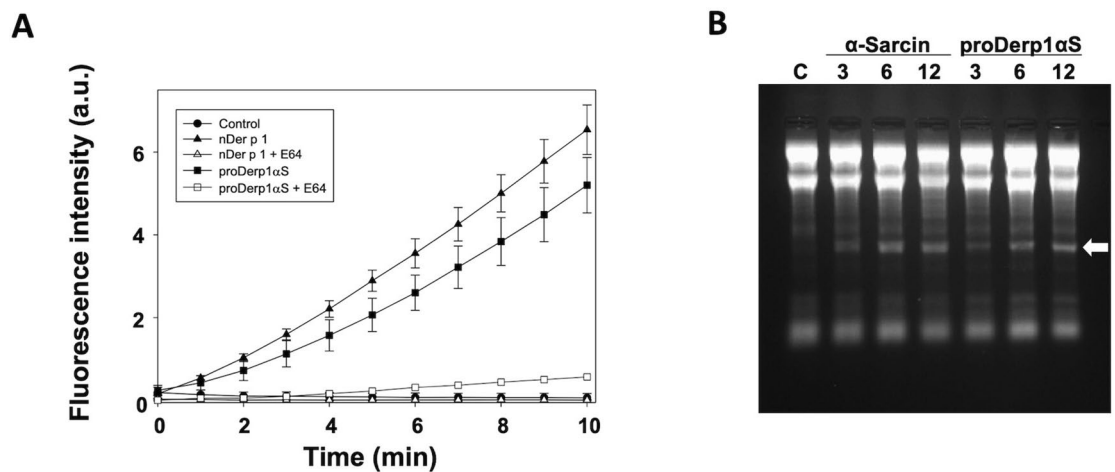 A
Fluorescence intensity (a.u.)
6
4
2
0
Control
nDer p 1
nDer p 1 + E64
proDerp1αS
proDerp1αS + E64
0 2 4 6 8 10
Time (min)
B
α-Sarcin proDerp1αS
C 3 6 12 3 6 12